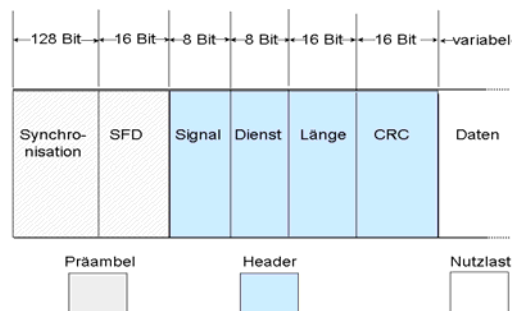 128 Bit 16 Bit 8 Bit 8 Bit 16 Bit 16 Bit variabel
Synchro-
nisation SFD Signal Dienst Länge CRC Daten
Präambel Header Nutzlast